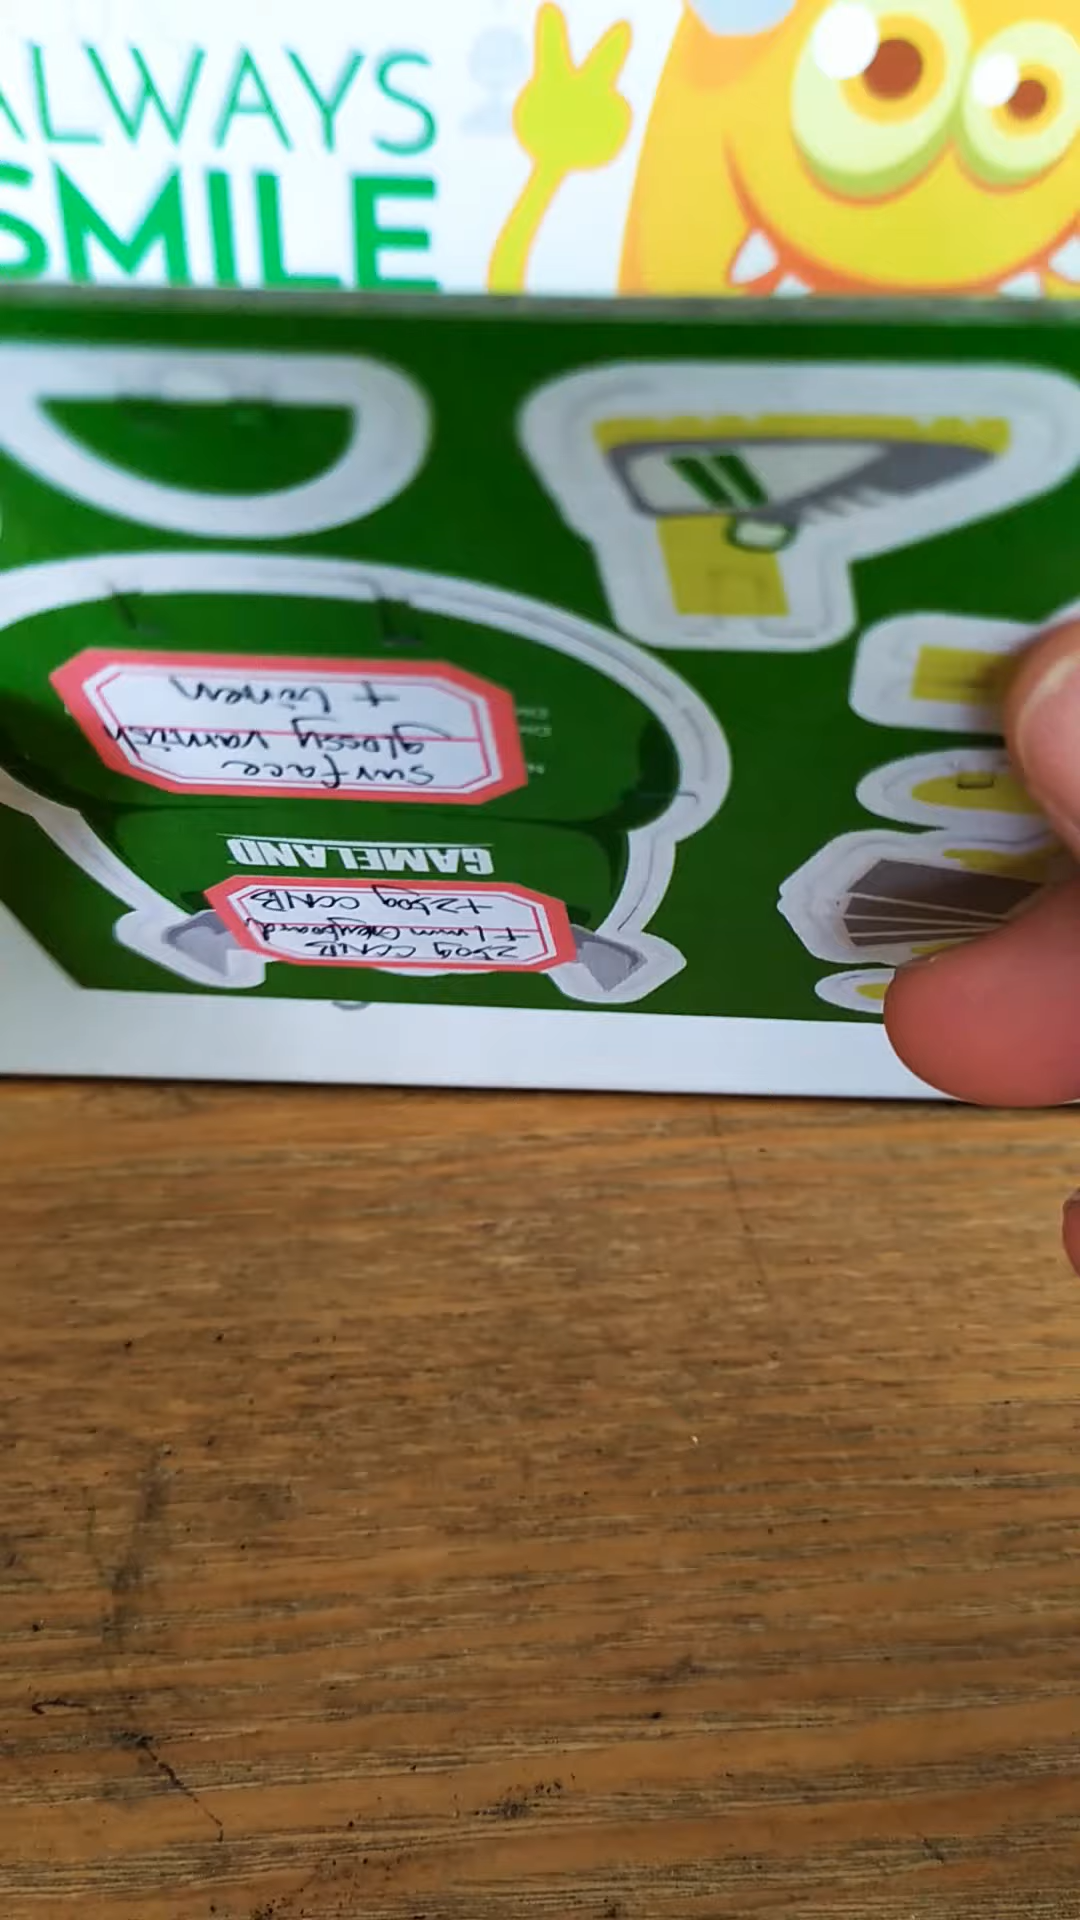 ALWAYS
SMILE
surface
glossy varnish
+ Linen
GAMELAND
250g CCNB
+ 1mm Greyboard
+250g CCNB